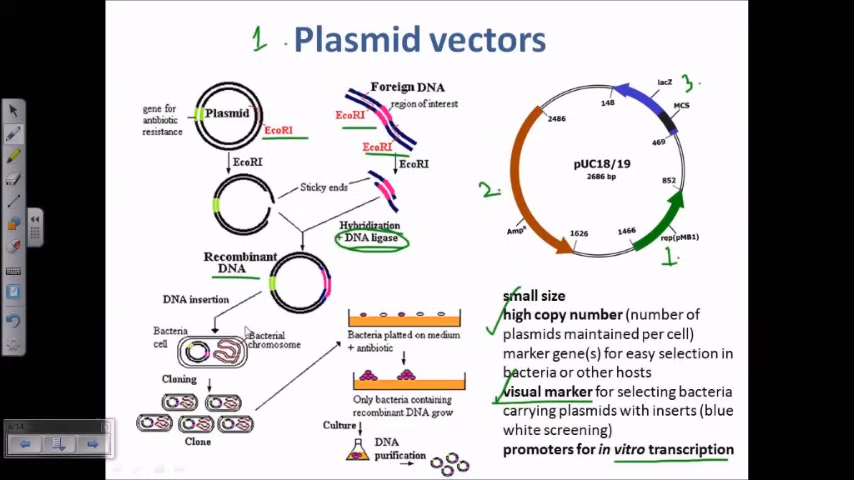 1. Plasmid vectors
Plasmid
gene for
antibiotic
resistance
EcoRI
Foreign DNA
region of interest
EcoRI
EcoRI
EcoRI
EcoRI
Sticky ends
Hybridization
+ DNA ligase
Recombinant
DNA
DNA insertion
Bacteria
cell
Bacterial
chromosome
Cloning
Clone
Bacteria platted on medium
+ antibiotic
Only bacteria containing
recombinant DNA grow
Culture
DNA
purification
lacZ
3.
MCS
148
2486
469
pUC18/19
2686 bp
852
2.
Ampᴿ
1626
1466
rep(pMB1)
1.
small size
high copy number (number of
plasmids maintained per cell)
marker gene(s) for easy selection in
bacteria or other hosts
visual marker for selecting bacteria
carrying plasmids with inserts (blue
white screening)
promoters for in vitro transcription